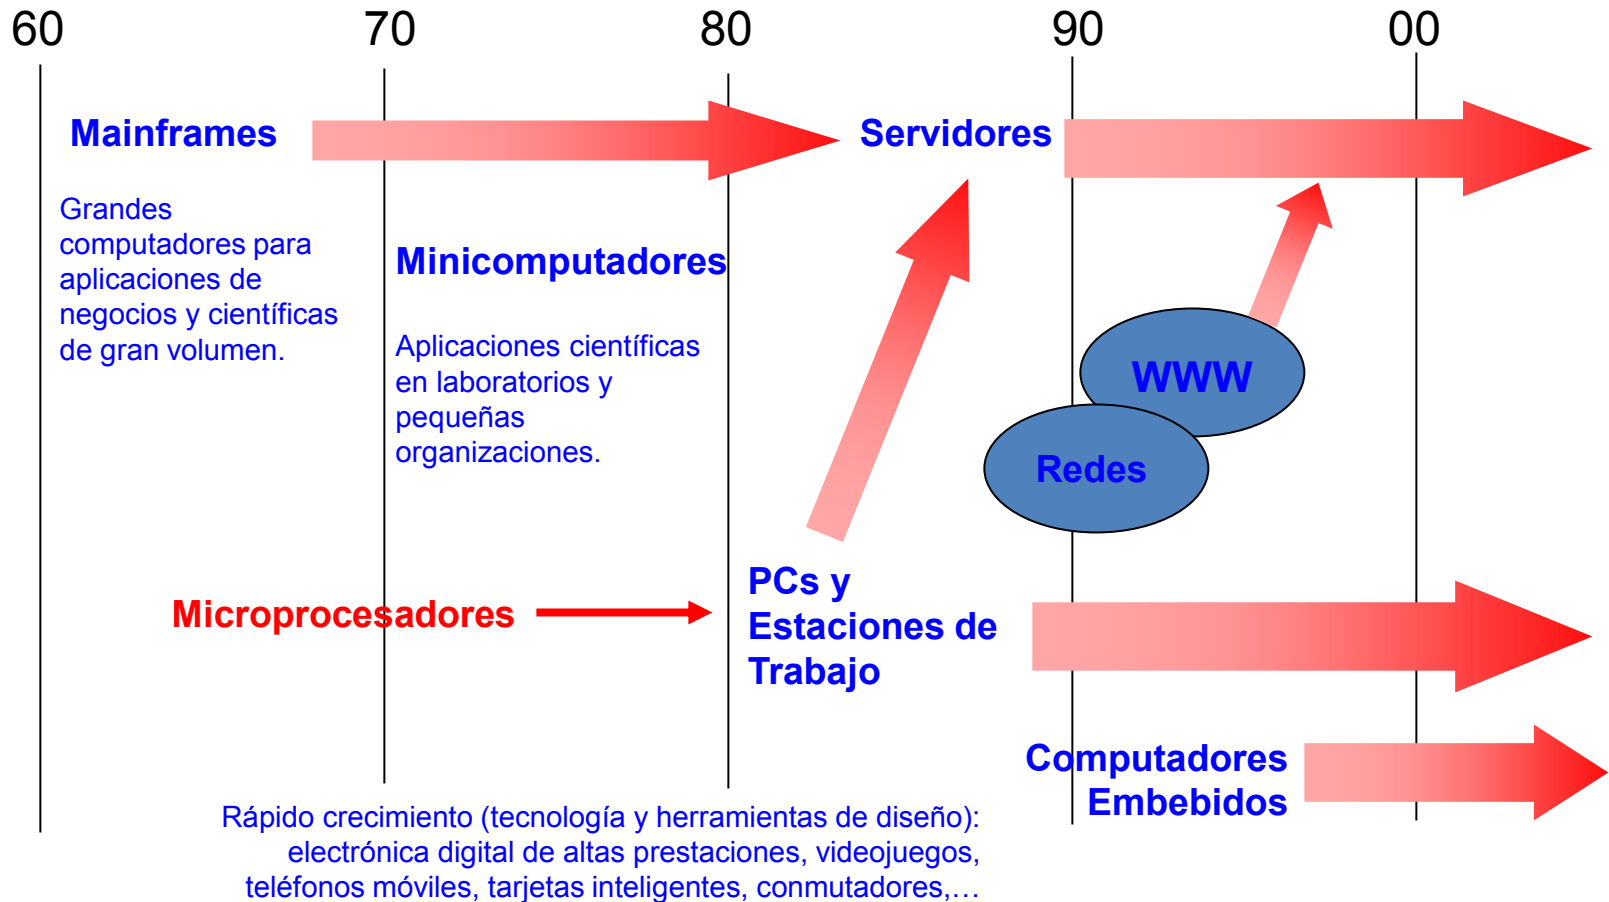 60
70
80
90
00
Mainframes
Servidores
Grandes
computadores para
aplicaciones de
negocios y científicas
de gran volumen.
Minicomputadores
Aplicaciones científicas
en laboratorios y
pequeñas
organizaciones.
WWW
Redes
Microprocesadores
PCs y
Estaciones de
Trabajo
Computadores
Embebidos
Rápido crecimiento (tecnología y herramientas de diseño):
electrónica digital de altas prestaciones, videojuegos,
teléfonos móviles, tarjetas inteligentes, conmutadores,…